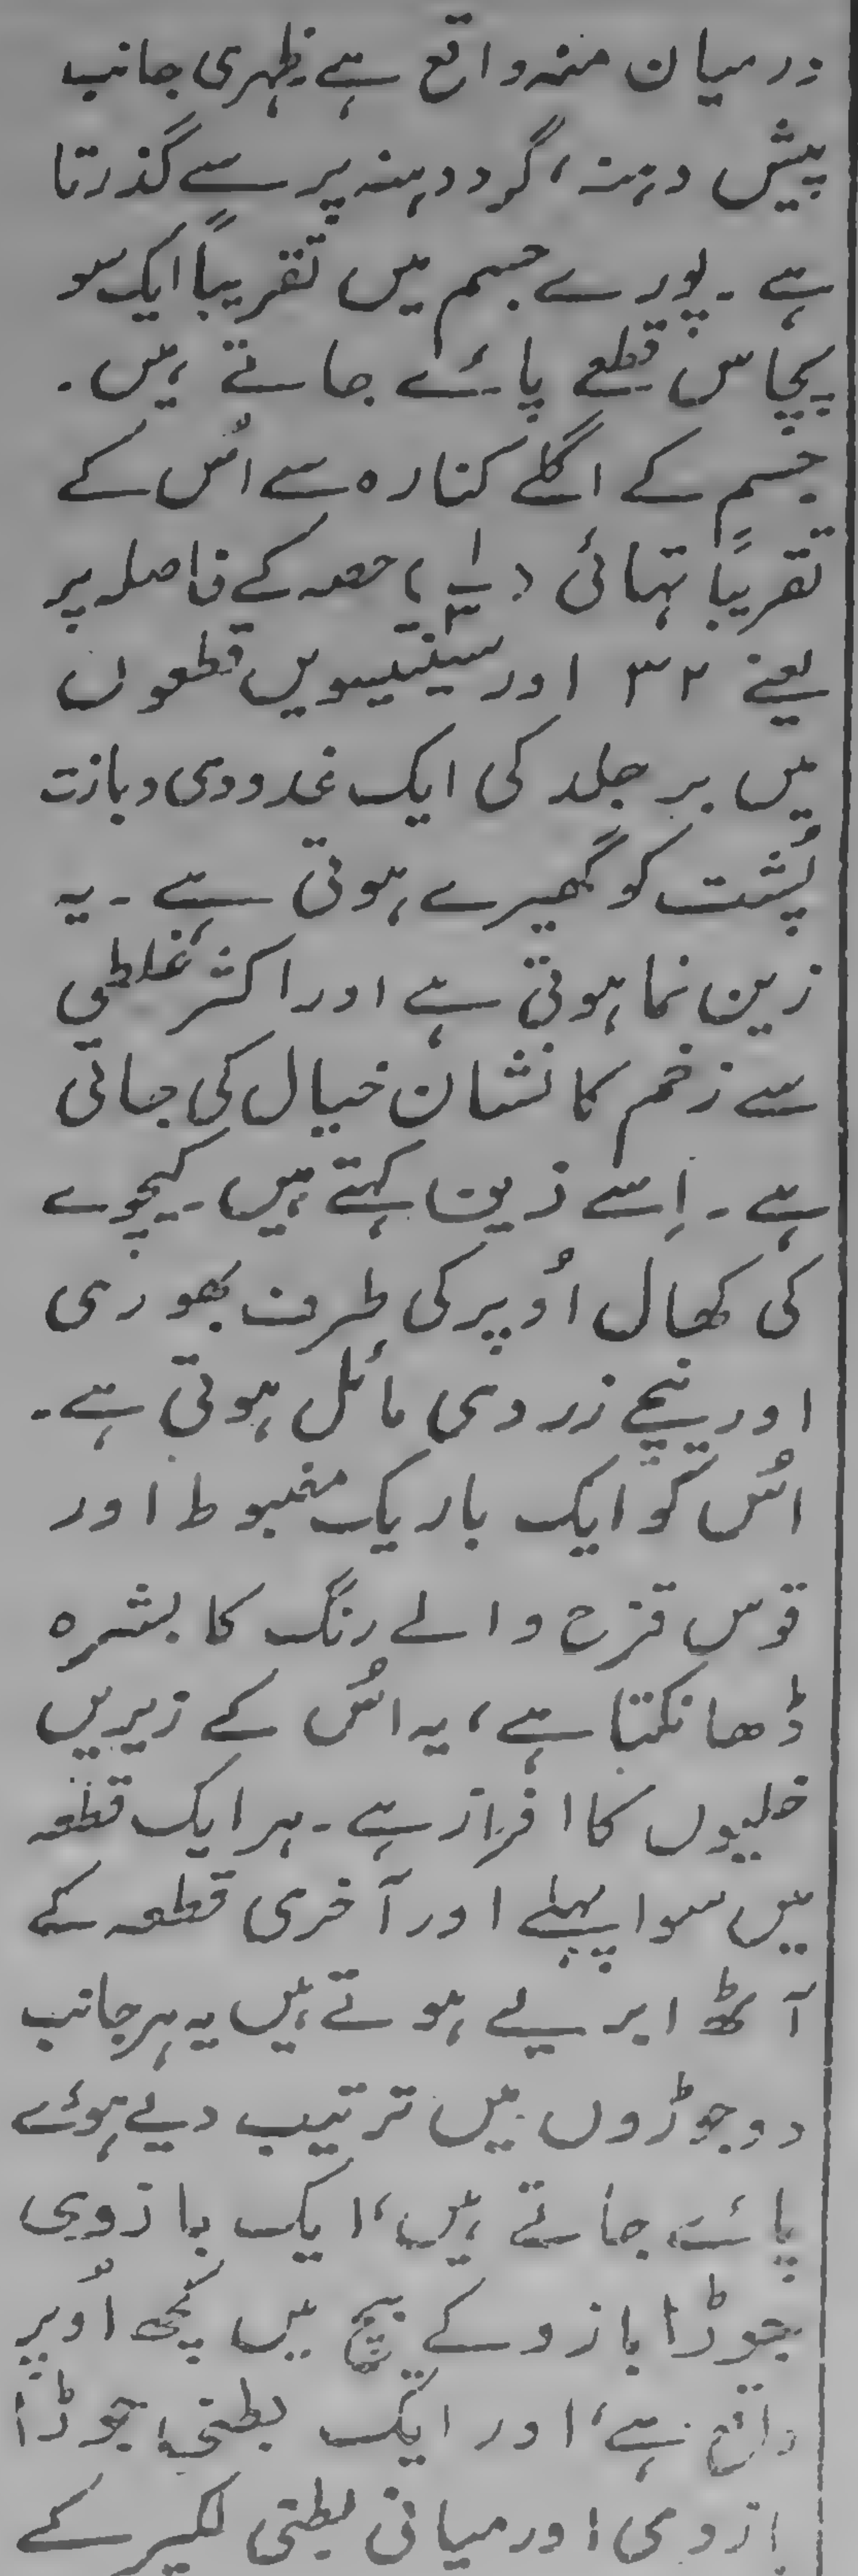 درمیان منہ واقع ہے ظہری جانب
پیش دہنہ، گرد دہنہ پر سے گذرتا
ہے ۔ پورے جسم میں تقریباً ایک سو
پچاس قطعے پائے جاتے ہیں ۔
جسم کے اگلے کنارہ سے اُس کے
تقریباً تہائی (۱/۳) حصہ کے فاصلہ پر
یعنے ۳۲ اور سینتیسویں قطعوں
میں بر جلد کی ایک غدودی دبازت
پُشت کو گھیرے ہوتی ہے ۔ یہ
زین نما ہوتی ہے اور اکثر غلطی
سے زخم کا نشان خیال کی جاتی
ہے ۔ اِسے زین کہتے ہیں ۔ کیچوے
کی کھال اُوپر کی طرف بھوری
اور نیچے زردی مائل ہوتی ہے ۔
اُس کو ایک باریک مضبوط اور
قوس قزح والے رنگ کا بشرہ
ڈھانکتا ہے، یہ اُس کے زیریں
خلیوں کا افراز ہے ۔ ہر ایک قطعہ
میں سوا پہلے اور آخری قطعہ کے
آٹھ ابریے ہوتے ہیں یہ ہر جانب
دو جوڑوں میں ترتیب دیے ہوئے
پائے جاتے ہیں، ایک بازوی
جوڑا بازو کے بیچ میں کچھ اُوپر
واقع ہے، اور ایک بطنی جوڑا
بازوی اور میانی بطنی لکیر کے